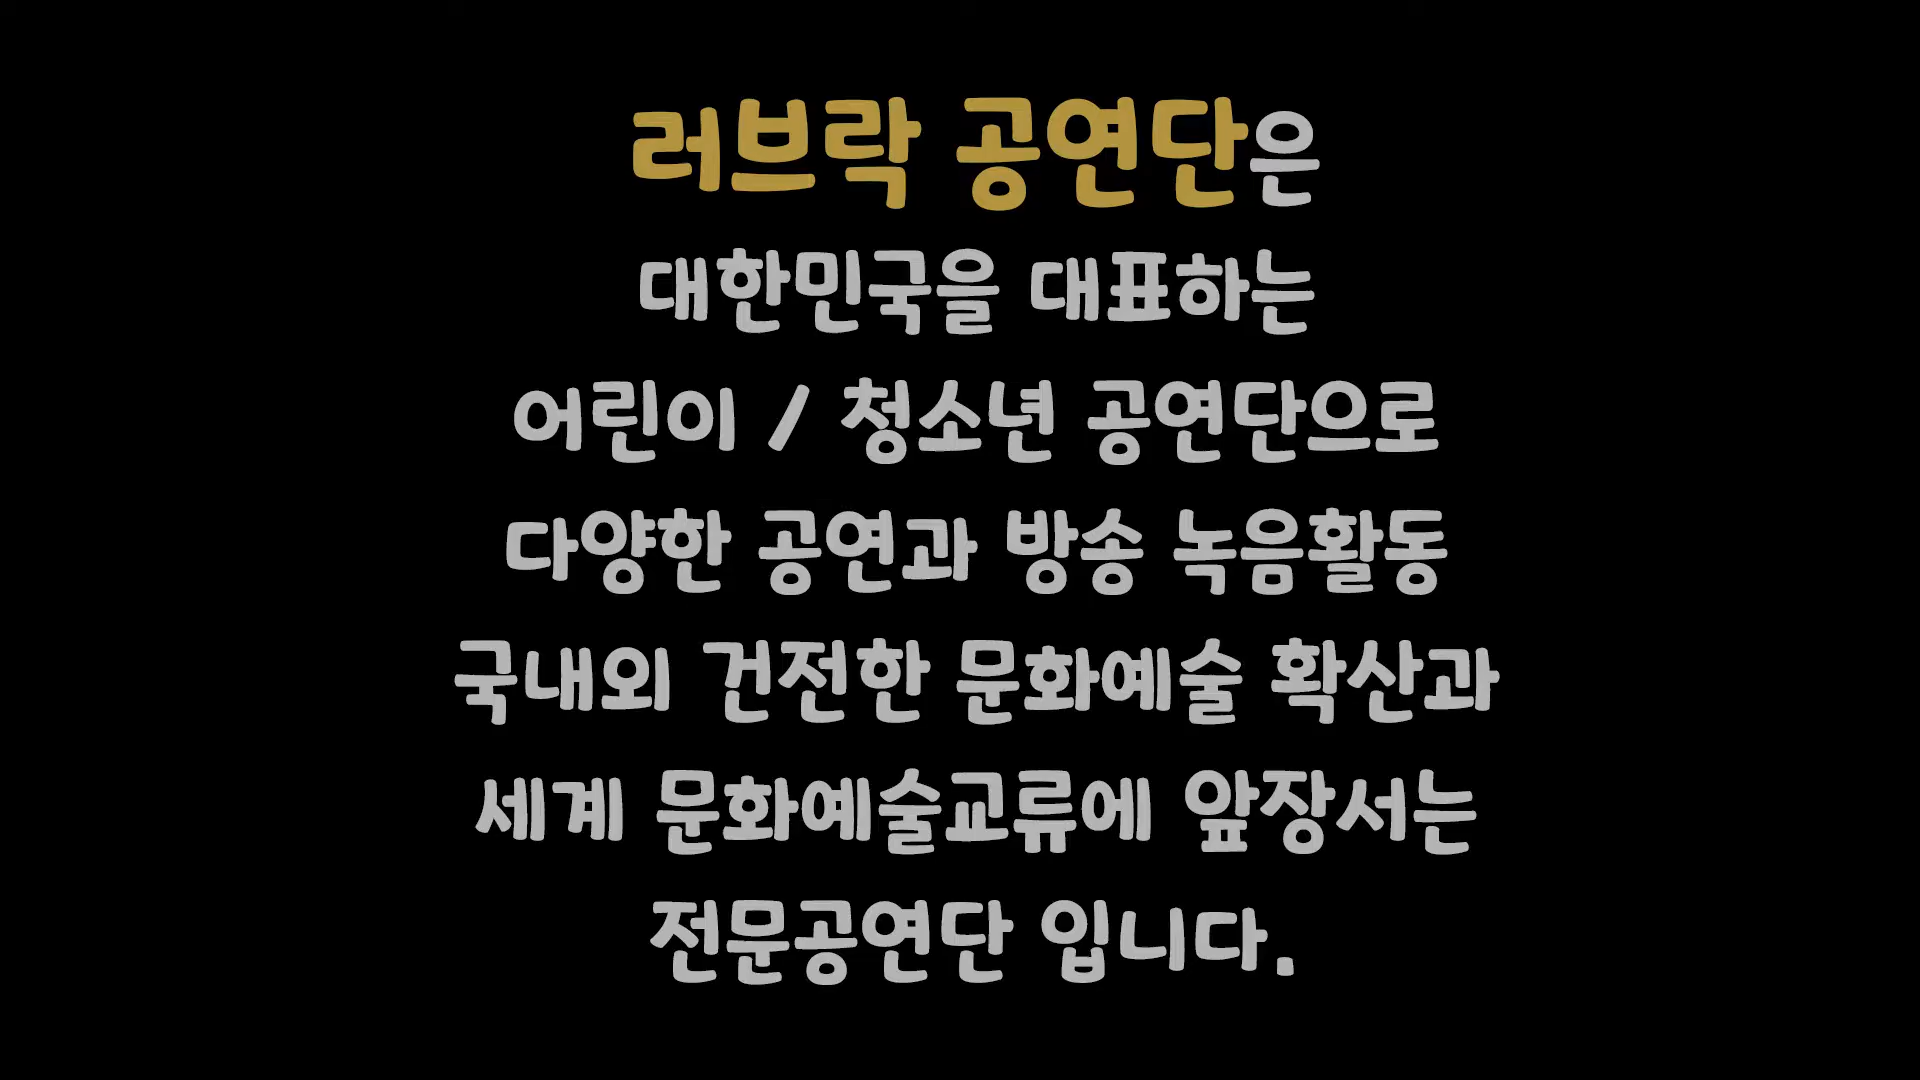 러브락 공연단은
대한민국을 대표하는
어린이 / 청소년 공연단으로
다양한 공연과 방송 녹음활동
국내외 건전한 문화예술 확산과
세계 문화예술교류에 앞장서는
전문공연단 입니다.